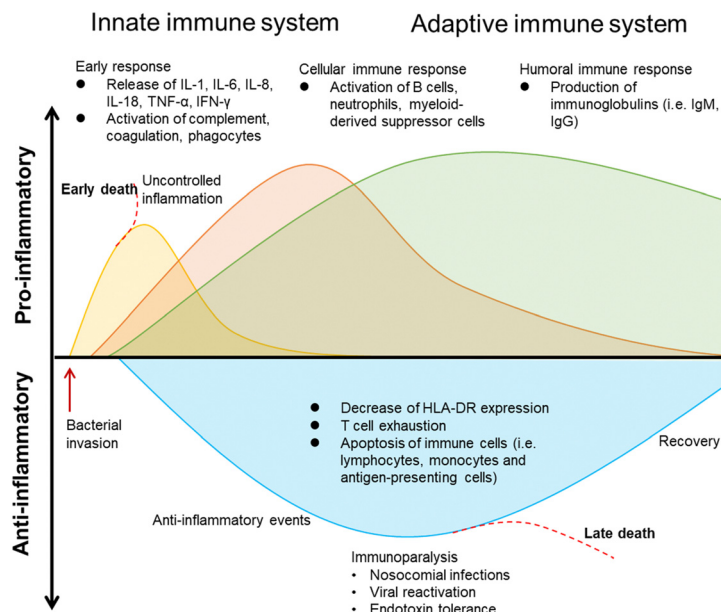 Innate immune system
Adaptive immune system
Early response
● Release of IL-1, IL-6, IL-8,
IL-18, TNF-α, IFN-γ
● Activation of complement,
coagulation, phagocytes
Cellular immune response
● Activation of B cells,
neutrophils, myeloid-
derived suppressor cells
Humoral immune response
● Production of
immunoglobulins (i.e. IgM,
IgG)
Pro-inflammatory
Early death
Uncontrolled
inflammation
Anti-inflammatory
Bacterial
invasion
● Decrease of HLA-DR expression
● T cell exhaustion
● Apoptosis of immune cells (i.e.
lymphocytes, monocytes and
antigen-presenting cells)
Recovery
Anti-inflammatory events
Late death
Immunoparalysis
• Nosocomial infections
• Viral reactivation
• Endotoxin tolerance